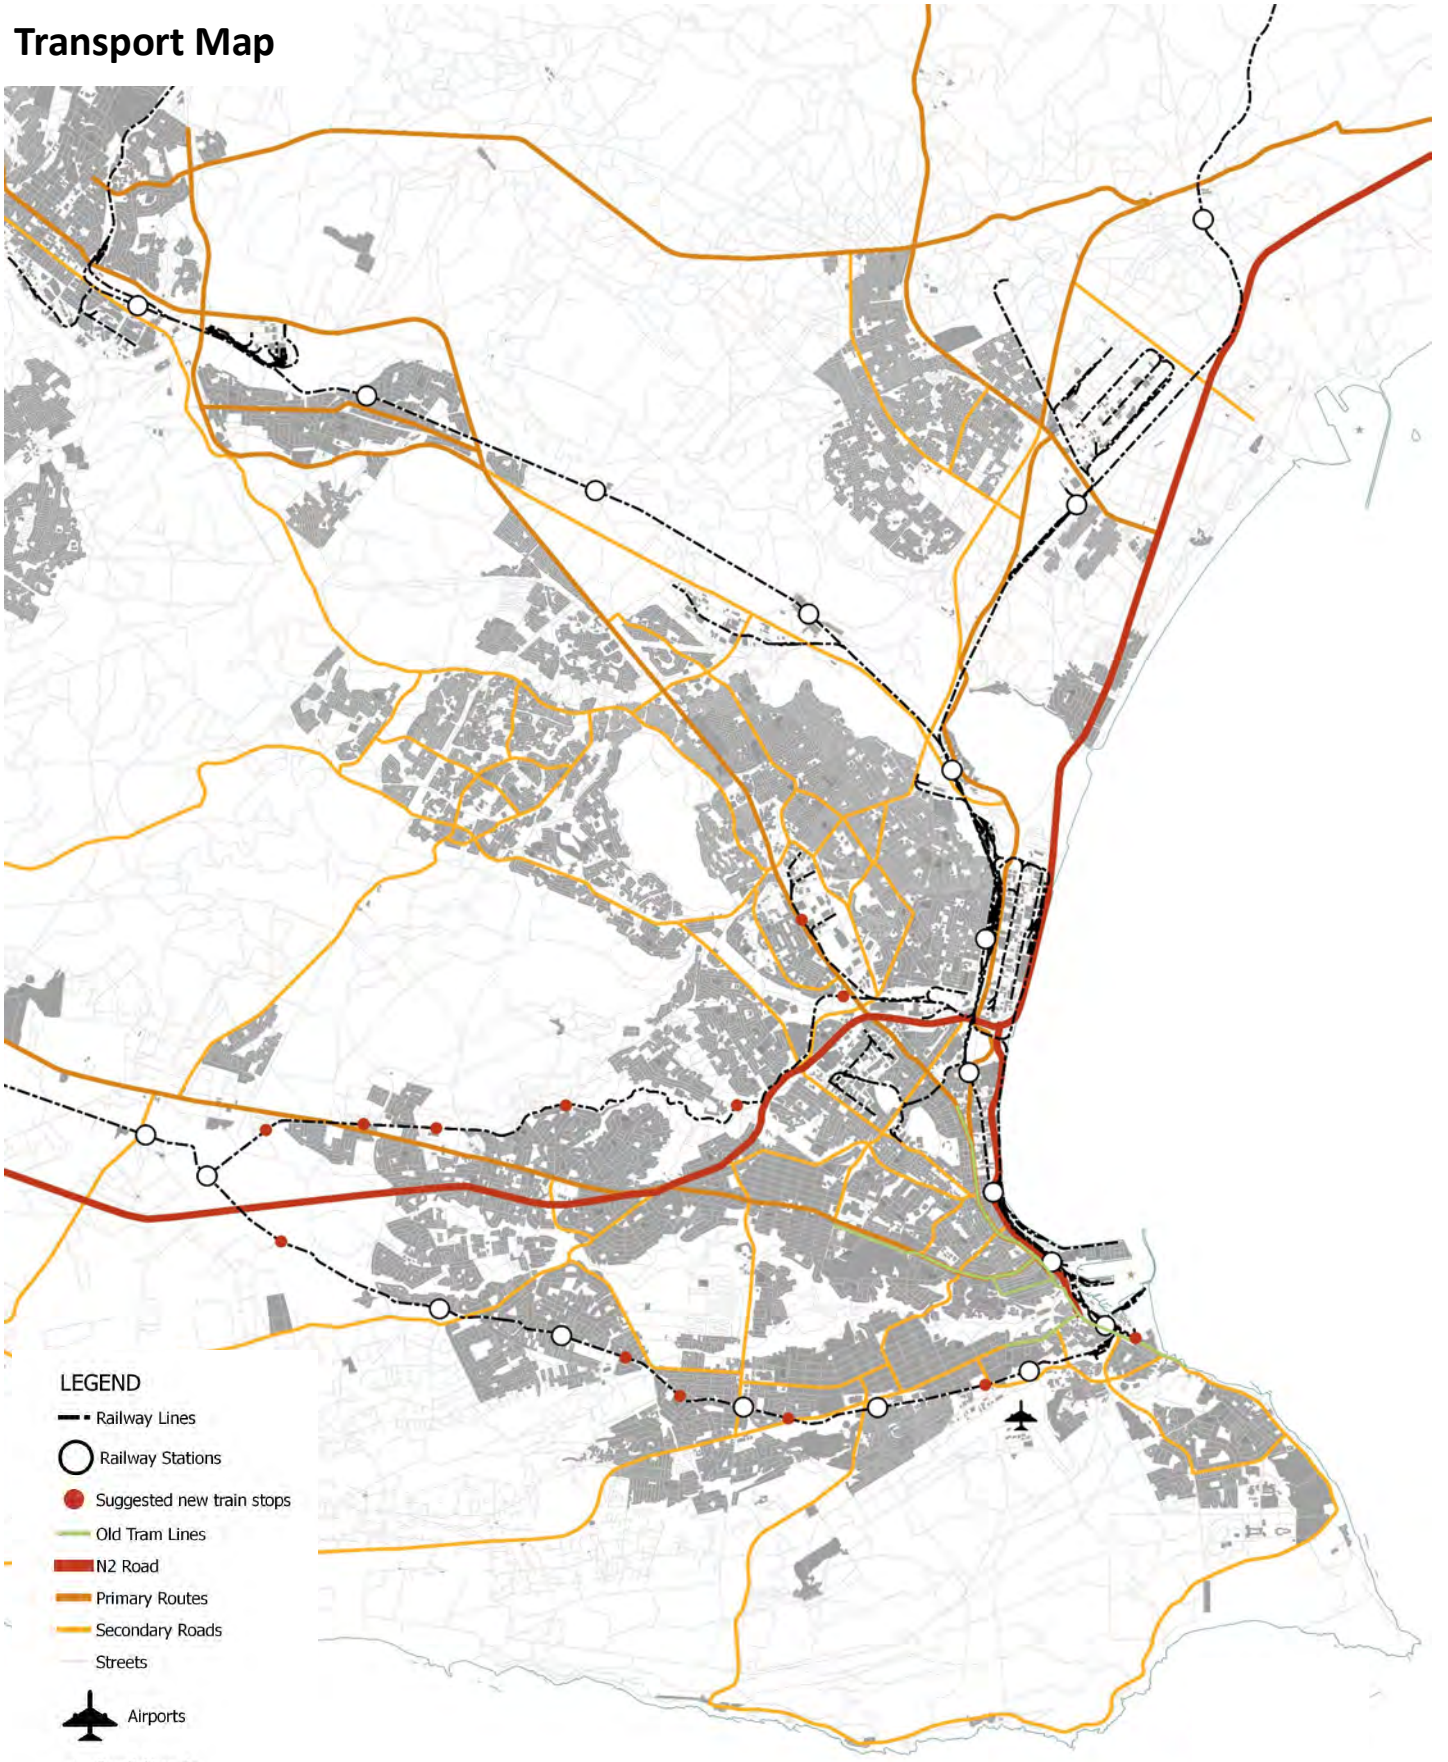 Transport Map
LEGEND
Railway Lines
Railway Stations
Suggested new train stops
Old Tram Lines
N2 Road
Primary Routes
Secondary Roads
Streets
Airports